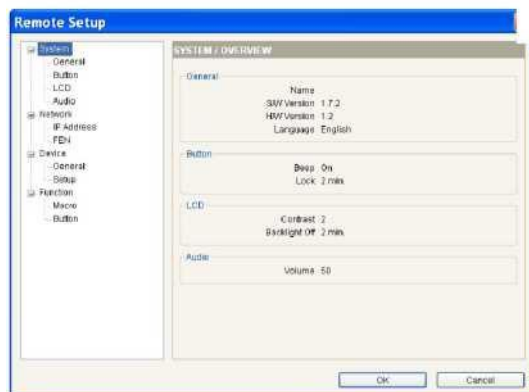 Remote Setup
System
General
Button
LCD
Audio
Network
IP Address
FEN
Device
General
Setup
Function
Macro
Button
SYSTEM / OVERVIEW
General
Name
S/W Version 1.7.2
H/W Version 1.2
Language English
Button
Beep On
Lock 2 min.
LCD
Contrast 2
Backlight Off 2 min.
Audio
Volume 50
OK Cancel